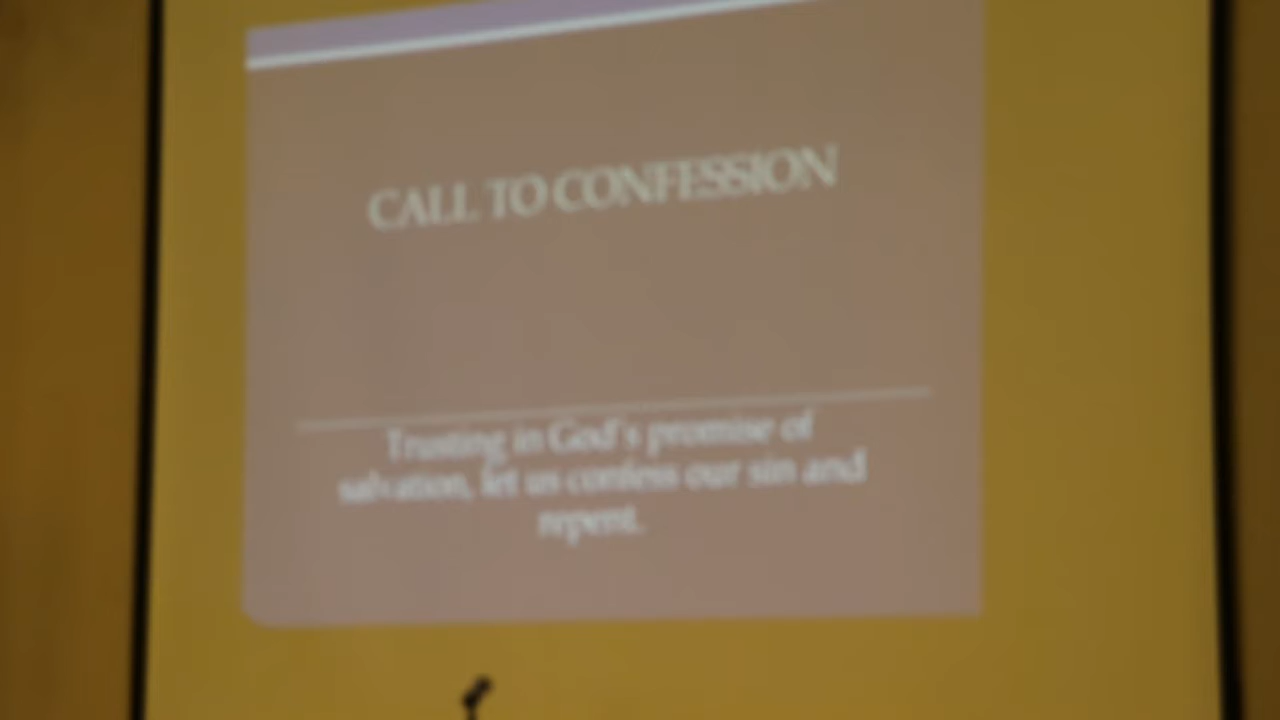 CALL TO CONFESSION
Trusting in God's promise of
salvation, let us confess our sin and
repent.